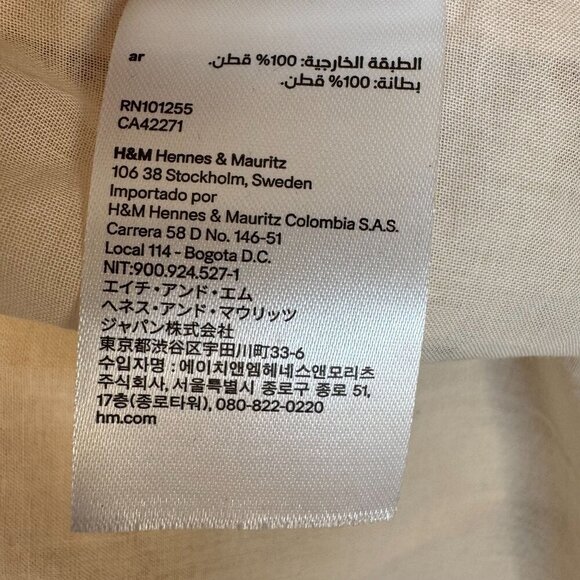 ar
الطبقة الخارجية: 100% قطن.
بطانة: 100% قطن.
RN101255
CA42271
H&M Hennes & Mauritz
106 38 Stockholm, Sweden
Importado por
H&M Hennes & Mauritz Colombia S.A.S.
Carrera 58 D No. 146-51
Local 114 - Bogota D.C.
NIT:900.924.527-1
エイチ・アンド・エム
ヘネス・アンド・マウリッツ
ジャパン株式会社
東京都渋谷区宇田川町33-6
수입자명 : 에이치앤엠헤네스앤모리츠
주식회사, 서울특별시 종로구 종로 51,
17층(종로타워), 080-822-0220
hm.com